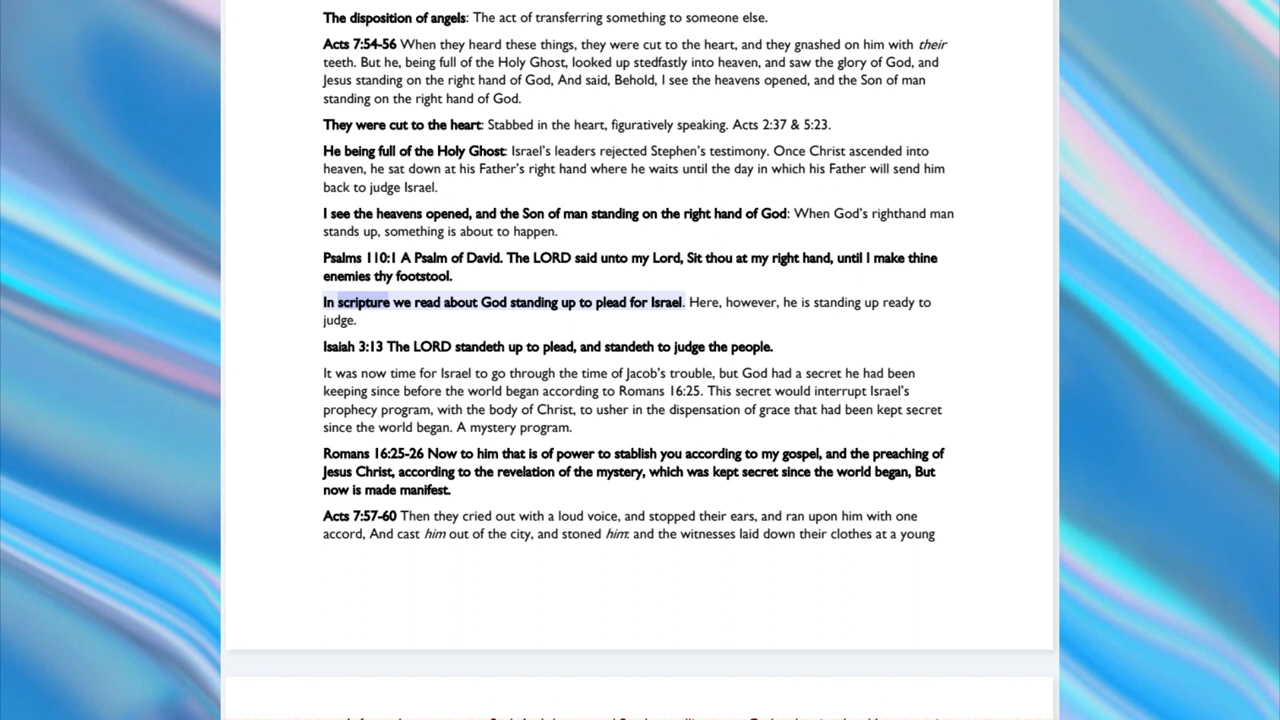 The disposition of angels: The act of transferring something to someone else.
Acts 7:54-56 When they heard these things, they were cut to the heart, and they gnashed on him with their
teeth. But he, being full of the Holy Ghost, looked up stedfastly into heaven, and saw the glory of God, and
Jesus standing on the right hand of God, And said, Behold, I see the heavens opened, and the Son of man
standing on the right hand of God.
They were cut to the heart: Stabbed in the heart, figuratively speaking. Acts 2:37 & 5:23.
He being full of the Holy Ghost: Israel's leaders rejected Stephen's testimony. Once Christ ascended into
heaven, he sat down at his Father's right hand where he waits until the day in which his Father will send him
back to judge Israel.
I see the heavens opened, and the Son of man standing on the right hand of God: When God's righthand man
stands up, something is about to happen.
Psalms 110:1 A Psalm of David. The LORD said unto my Lord, Sit thou at my right hand, until I make thine
enemies thy footstool.
In scripture we read about God standing up to plead for Israel. Here, however, he is standing up ready to
judge.
Isaiah 3:13 The LORD standeth up to plead, and standeth to judge the people.
It was now time for Israel to go through the time of Jacob's trouble, but God had a secret he had been
keeping since before the world began according to Romans 16:25. This secret would interrupt Israel's
prophecy program, with the body of Christ, to usher in the dispensation of grace that had been kept secret
since the world began. A mystery program.
Romans 16:25-26 Now to him that is of power to stablish you according to my gospel, and the preaching of
Jesus Christ, according to the revelation of the mystery, which was kept secret since the world began, But
now is made manifest.
Acts 7:57-60 Then they cried out with a loud voice, and stopped their ears, and ran upon him with one
accord, And cast him out of the city, and stoned him: and the witnesses laid down their clothes at a young